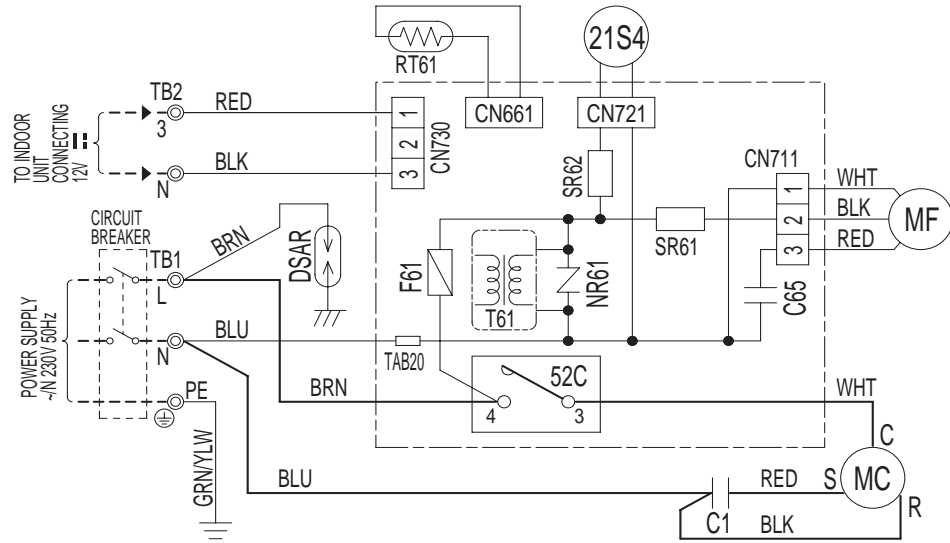 21S4
RT61
TB2
RED
3
CN661
CN721
1
2
3
CN730
TO INDOOR
UNIT
CONNECTING
12V
BLK
N
SR62
CN711
1
2
3
WHT
BLK
RED
MF
CIRCUIT
BREAKER
BRN
DSAR
TB1
L
F61
T61
NR61
SR61
C65
POWER SUPPLY
~/N 230V 50Hz
BLU
N
TAB20
PE
BRN
52C
4
3
WHT
C
GRN/YLW
BLU
RED
S
MC
R
C1
BLK